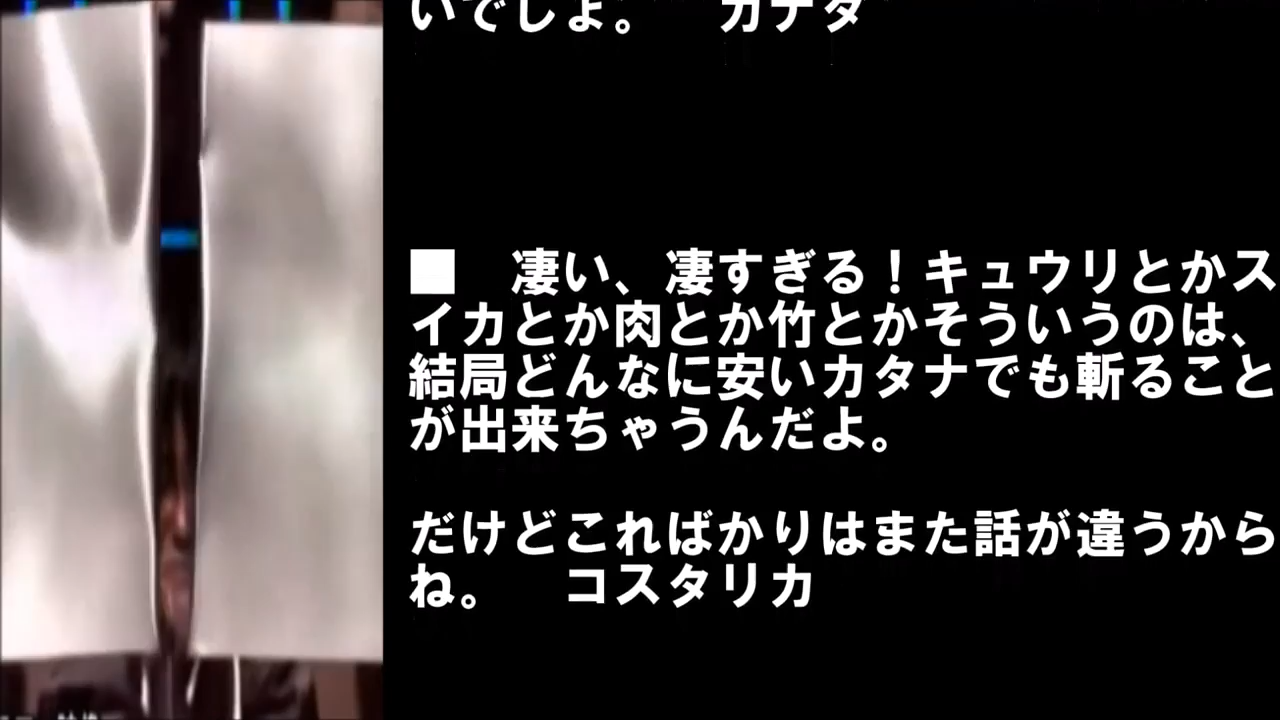 いでしょ。　カナダ
■　凄い、凄すぎる！キュウリとかス
イカとか肉とか竹とかそういうのは、
結局どんなに安いカタナでも斬ること
が出来ちゃうんだよ。
だけどこればかりはまた話が違うから
ね。　コスタリカ